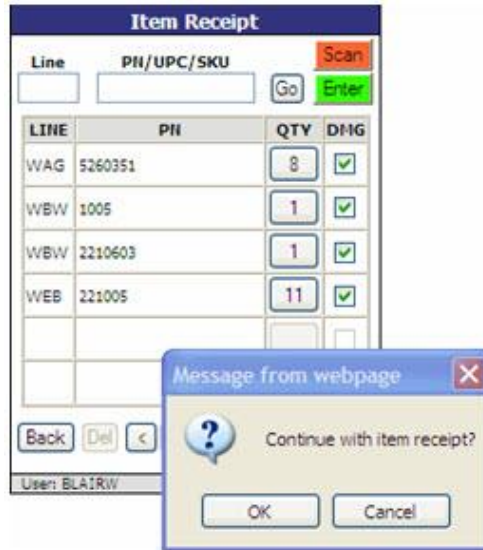 Item Receipt
Line PN/UPC/SKU Scan
Go Enter
LINE PN QTY DMG
WAG 5260351 8
WBW 1005 1
WBW 2210603 1
WEB 221005 11
Message from webpage
Continue with item receipt?
Back Del <
OK Cancel
User: BLAIRW